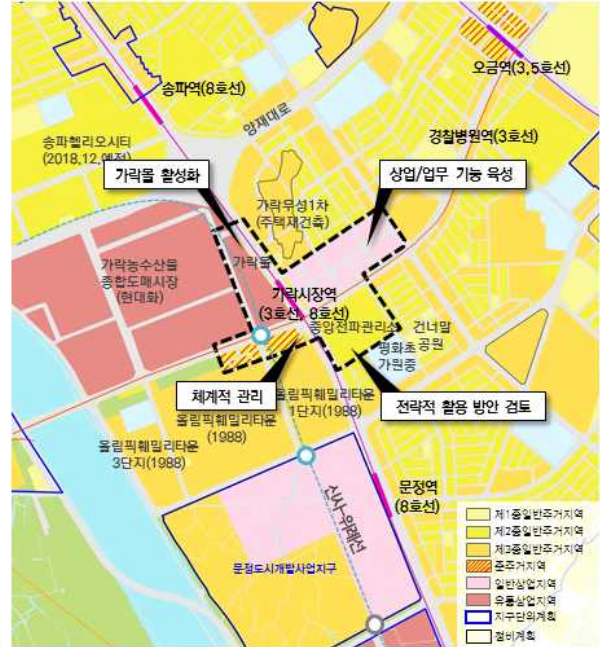 오금역(3,5호선)
송파역(8호선)
양재대로
경찰병원역(3호선)
송파헬리오시티
(2018.12.예정)
가락몰 활성화
상업/업무 기능 육성
가락무성1차
(주택재건축)
가락농수산물
종합도매시장
(현대화)
가락몰
가락시장역
(3호선, 8호선)
중앙전파관리소
건너말
공원
평화초
가원중
체계적 관리
전략적 활용 방안 검토
올림픽훼밀리타운
(1988)
올림픽훼밀리타운
1단지(1988)
올림픽훼밀리타운
3단지(1988)
문정역
(8호선)
신사-위례선
문정도시개발사업지구
제1종일반주거지역
제2종일반주거지역
제3종일반주거지역
준주거지역
일반상업지역
유통상업지역
지구단위계획
정비계획